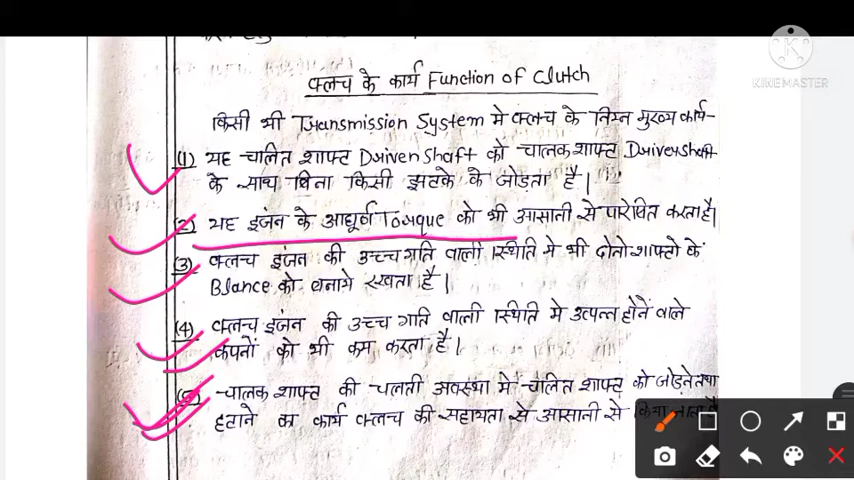 KINEMASTER
क्लच के कार्य Function of Clutch
किसी भी Transmission System मे क्लच के निम्न मुख्य कार्य-
(1) यह चालित शाफ्ट Driven Shaft को चालक शाफ्ट Driver shaft
के साथ बिना किसी झटके के जोड़ता है।
(2) यह इंजन के आघूर्ण Torque को भी आसानी से पारेषित करता है।
(3) क्लच इंजन की उच्च गति वाली स्थिति मे भी दोनो शाफ्टो के
Blance को बनाये रखता है।
(4) क्लच इंजन की उच्च गति वाली स्थिति मे उत्पन्न होने वाले
कंपनों को भी कम करता है।
(5) चालक शाफ्ट की चलती अवस्था मे चालित शाफ्ट को जोड़ने तथा
हटाने का कार्य क्लच की सहायता से आसानी से किया जाता है